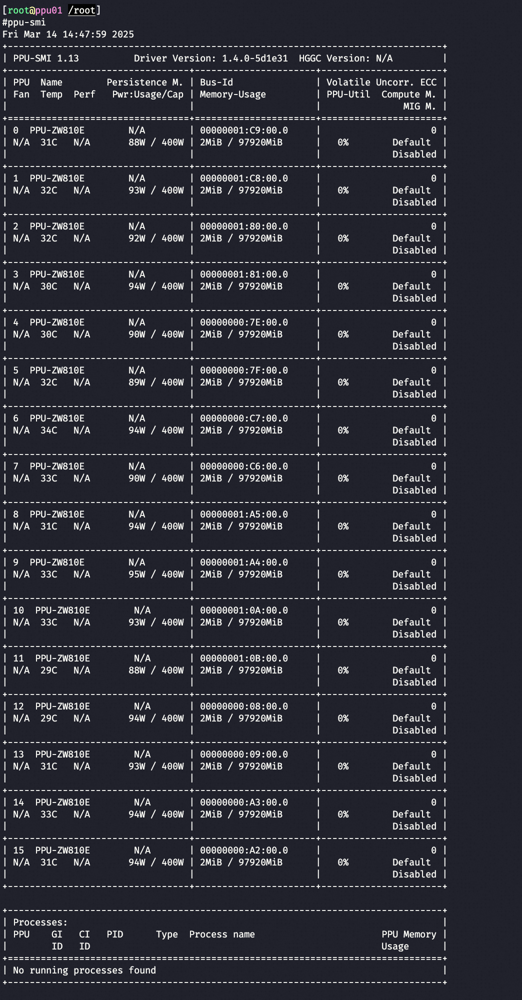 [root@ppu01 /root]
#ppu-smi
Fri Mar 14 14:47:59 2025
+---------------------------------+----------------------+----------------------+
| PPU-SMI 1.13          Driver Version: 1.4.0-5d1e31  HGGC Version: N/A         |
+---------------------------------+----------------------+----------------------+
| PPU  Name        Persistence M. | Bus-Id               | Volatile Uncorr. ECC |
| Fan  Temp  Perf   Pwr:Usage/Cap | Memory-Usage         | PPU-Util  Compute M. |
|                                 |                      |               MIG M. |
+=================================+======================+======================+
| 0  PPU-ZW810E        N/A        | 00000001:C9:00.0     |                    0 |
| N/A  31C   N/A       88W / 400W | 2MiB / 97920MiB      |   0%        Default  |
|                                 |                      |             Disabled |
+---------------------------------+----------------------+----------------------+
| 1  PPU-ZW810E        N/A        | 00000001:C8:00.0     |                    0 |
| N/A  32C   N/A       93W / 400W | 2MiB / 97920MiB      |   0%        Default  |
|                                 |                      |             Disabled |
+---------------------------------+----------------------+----------------------+
| 2  PPU-ZW810E        N/A        | 00000001:80:00.0     |                    0 |
| N/A  32C   N/A       92W / 400W | 2MiB / 97920MiB      |   0%        Default  |
|                                 |                      |             Disabled |
+---------------------------------+----------------------+----------------------+
| 3  PPU-ZW810E        N/A        | 00000001:81:00.0     |                    0 |
| N/A  30C   N/A       94W / 400W | 2MiB / 97920MiB      |   0%        Default  |
|                                 |                      |             Disabled |
+---------------------------------+----------------------+----------------------+
| 4  PPU-ZW810E        N/A        | 00000000:7E:00.0     |                    0 |
| N/A  30C   N/A       90W / 400W | 2MiB / 97920MiB      |   0%        Default  |
|                                 |                      |             Disabled |
+---------------------------------+----------------------+----------------------+
| 5  PPU-ZW810E        N/A        | 00000000:7F:00.0     |                    0 |
| N/A  32C   N/A       89W / 400W | 2MiB / 97920MiB      |   0%        Default  |
|                                 |                      |             Disabled |
+---------------------------------+----------------------+----------------------+
| 6  PPU-ZW810E        N/A        | 00000000:C7:00.0     |                    0 |
| N/A  34C   N/A       94W / 400W | 2MiB / 97920MiB      |   0%        Default  |
|                                 |                      |             Disabled |
+---------------------------------+----------------------+----------------------+
| 7  PPU-ZW810E        N/A        | 00000000:C6:00.0     |                    0 |
| N/A  33C   N/A       90W / 400W | 2MiB / 97920MiB      |   0%        Default  |
|                                 |                      |             Disabled |
+---------------------------------+----------------------+----------------------+
| 8  PPU-ZW810E        N/A        | 00000001:A5:00.0     |                    0 |
| N/A  31C   N/A       94W / 400W | 2MiB / 97920MiB      |   0%        Default  |
|                                 |                      |             Disabled |
+---------------------------------+----------------------+----------------------+
| 9  PPU-ZW810E        N/A        | 00000001:A4:00.0     |                    0 |
| N/A  33C   N/A       95W / 400W | 2MiB / 97920MiB      |   0%        Default  |
|                                 |                      |             Disabled |
+---------------------------------+----------------------+----------------------+
| 10  PPU-ZW810E        N/A       | 00000001:0A:00.0     |                    0 |
| N/A  33C   N/A       93W / 400W | 2MiB / 97920MiB      |   0%        Default  |
|                                 |                      |             Disabled |
+---------------------------------+----------------------+----------------------+
| 11  PPU-ZW810E        N/A       | 00000001:0B:00.0     |                    0 |
| N/A  29C   N/A       88W / 400W | 2MiB / 97920MiB      |   0%        Default  |
|                                 |                      |             Disabled |
+---------------------------------+----------------------+----------------------+
| 12  PPU-ZW810E        N/A       | 00000000:08:00.0     |                    0 |
| N/A  29C   N/A       94W / 400W | 2MiB / 97920MiB      |   0%        Default  |
|                                 |                      |             Disabled |
+---------------------------------+----------------------+----------------------+
| 13  PPU-ZW810E        N/A       | 00000000:09:00.0     |                    0 |
| N/A  31C   N/A       93W / 400W | 2MiB / 97920MiB      |   0%        Default  |
|                                 |                      |             Disabled |
+---------------------------------+----------------------+----------------------+
| 14  PPU-ZW810E        N/A       | 00000000:A3:00.0     |                    0 |
| N/A  33C   N/A       94W / 400W | 2MiB / 97920MiB      |   0%        Default  |
|                                 |                      |             Disabled |
+---------------------------------+----------------------+----------------------+
| 15  PPU-ZW810E        N/A       | 00000000:A2:00.0     |                    0 |
| N/A  31C   N/A       94W / 400W | 2MiB / 97920MiB      |   0%        Default  |
|                                 |                      |             Disabled |
+---------------------------------+----------------------+----------------------+
+-------------------------------------------------------------------------------+
| Processes:                                                                    |
| PPU    GI   CI   PID      Type  Process name                       PPU Memory |
|        ID   ID                                                     Usage      |
+===============================================================================+
| No running processes found                                                    |
+-------------------------------------------------------------------------------+